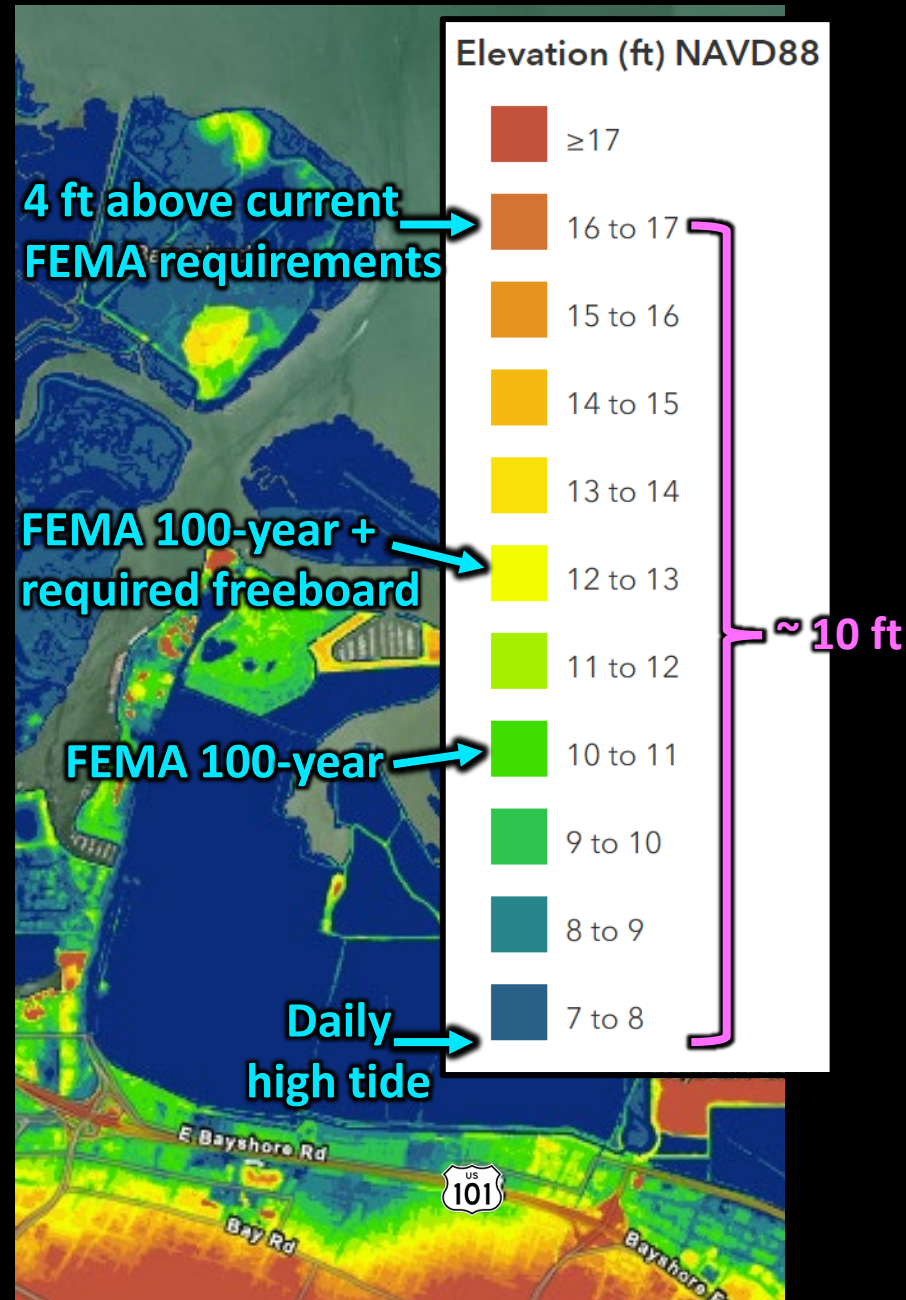 Elevation (ft) NAVD88
≥17
4 ft above current
FEMA requirements
16 to 17
15 to 16
14 to 15
13 to 14
FEMA 100-year +
required freeboard
12 to 13
~ 10 ft
11 to 12
FEMA 100-year
10 to 11
9 to 10
8 to 9
Daily
high tide
7 to 8
E Bayshore Rd
US
101
Bay Rd
Bayshore